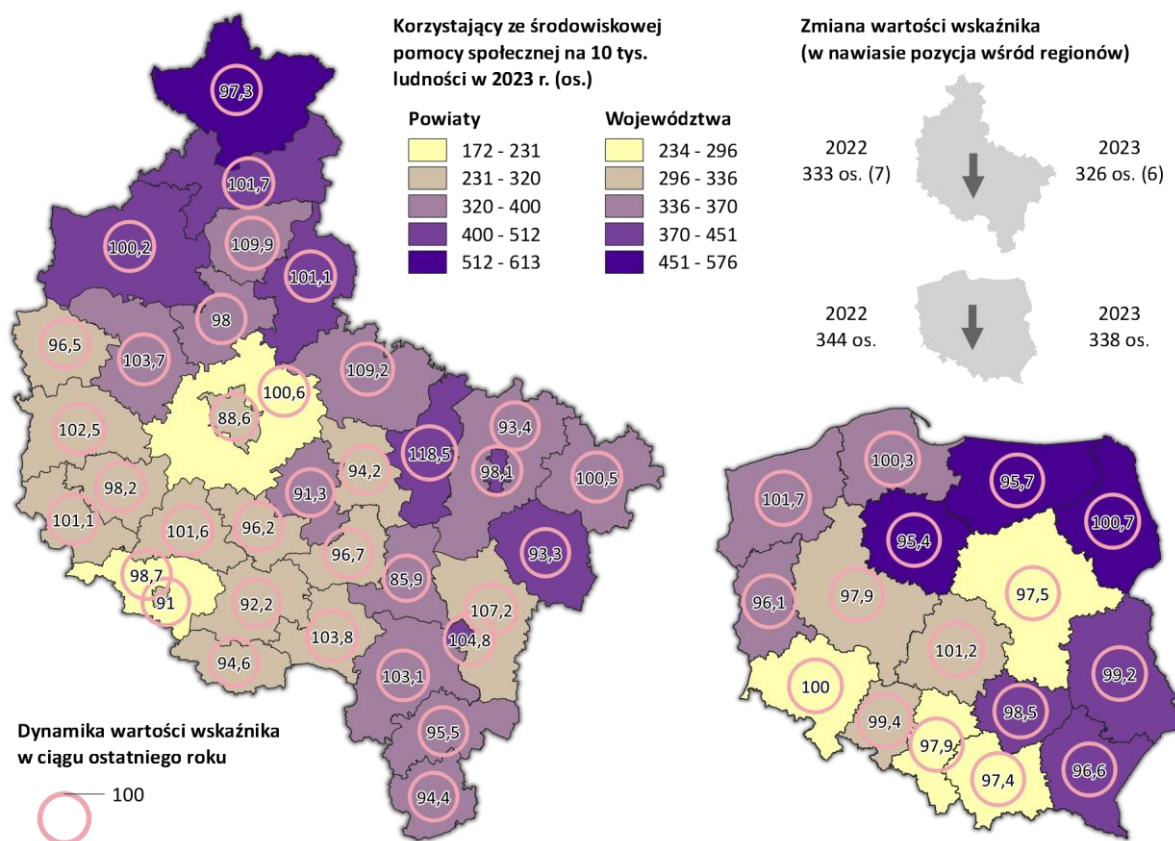 Korzystający ze środowiskowej
pomocy społecznej na 10 tys.
ludności w 2023 r. (os.)
Powiaty
172 - 231
231 - 320
320 - 400
400 - 512
512 - 613
Województwa
234 - 296
296 - 336
336 - 370
370 - 451
451 - 576
Zmiana wartości wskaźnika
(w nawiasie pozycja wśród regionów)
2022
333 os. (7)
2023
326 os. (6)
2022
344 os.
2023
338 os.
97,3
101,7
109,9
100,2
101,1
98
96,5
103,7
109,2
100,6
88,6
102,5
93,4
118,5
98,1
94,2
100,5
98,2
91,3
101,1
101,6
96,2
96,7
93,3
98,7
85,9
91
92,2
107,2
103,8
104,8
94,6
103,1
95,5
94,4
100,3
95,7
101,7
100,7
95,4
96,1
97,9
97,5
101,2
99,2
100
98,5
99,4
97,9
96,6
97,4
Dynamika wartości wskaźnika
w ciągu ostatniego roku
100